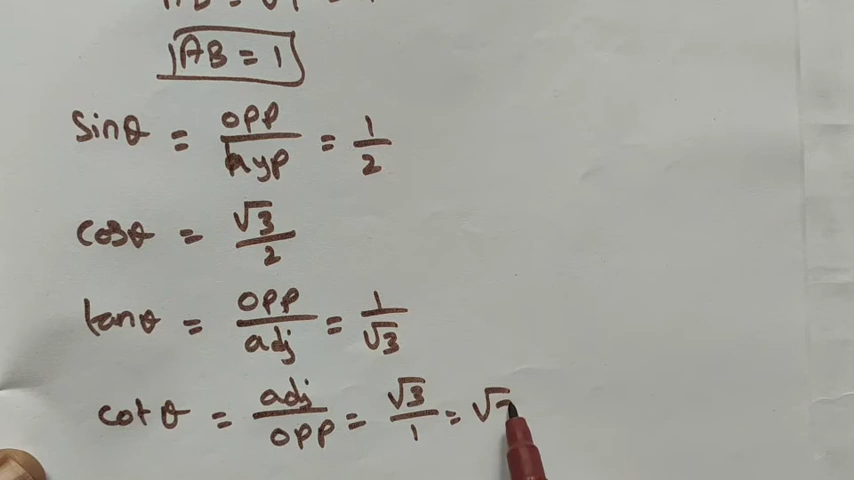 AB = 1
sinθ = opp/hyp = 1/2
cosθ = √3/2
tanθ = opp/adj = 1/√3
cotθ = adj/opp = √3/1 = √